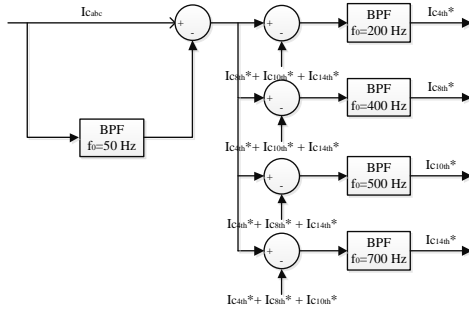 Icabc
+
-
BPF
f0=50 Hz
+
-
BPF
f0=200 Hz
Ic4th*
Ic8th* + Ic10th* + Ic14th*
+
-
BPF
f0=400 Hz
Ic8th*
Ic4th* + Ic10th* + Ic14th*
+
-
BPF
f0=500 Hz
Ic10th*
Ic4th* + Ic8th* + Ic14th*
+
-
BPF
f0=700 Hz
Ic14th*
Ic4th* + Ic8th* + Ic10th*